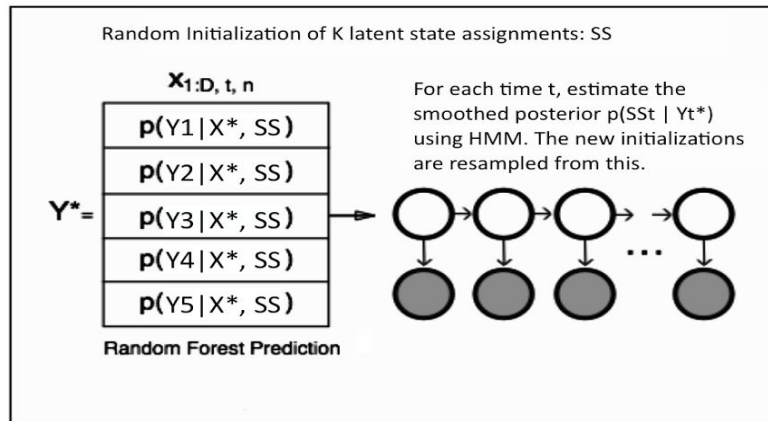 Random Initialization of K latent state assignments: SS
X1:D, t, n
p(Y1|X*, SS)
p(Y2|X*, SS)
Y*= p(Y3|X*, SS)
p(Y4|X*, SS)
p(Y5|X*, SS)
Random Forest Prediction
For each time t, estimate the
smoothed posterior p(SSt | Yt*)
using HMM. The new initializations
are resampled from this.
...